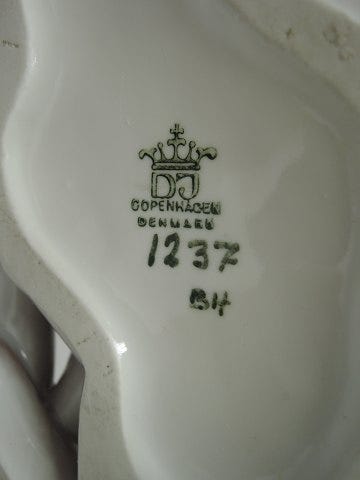 DJ
COPENHAGEN
DENMARK
1237
BH